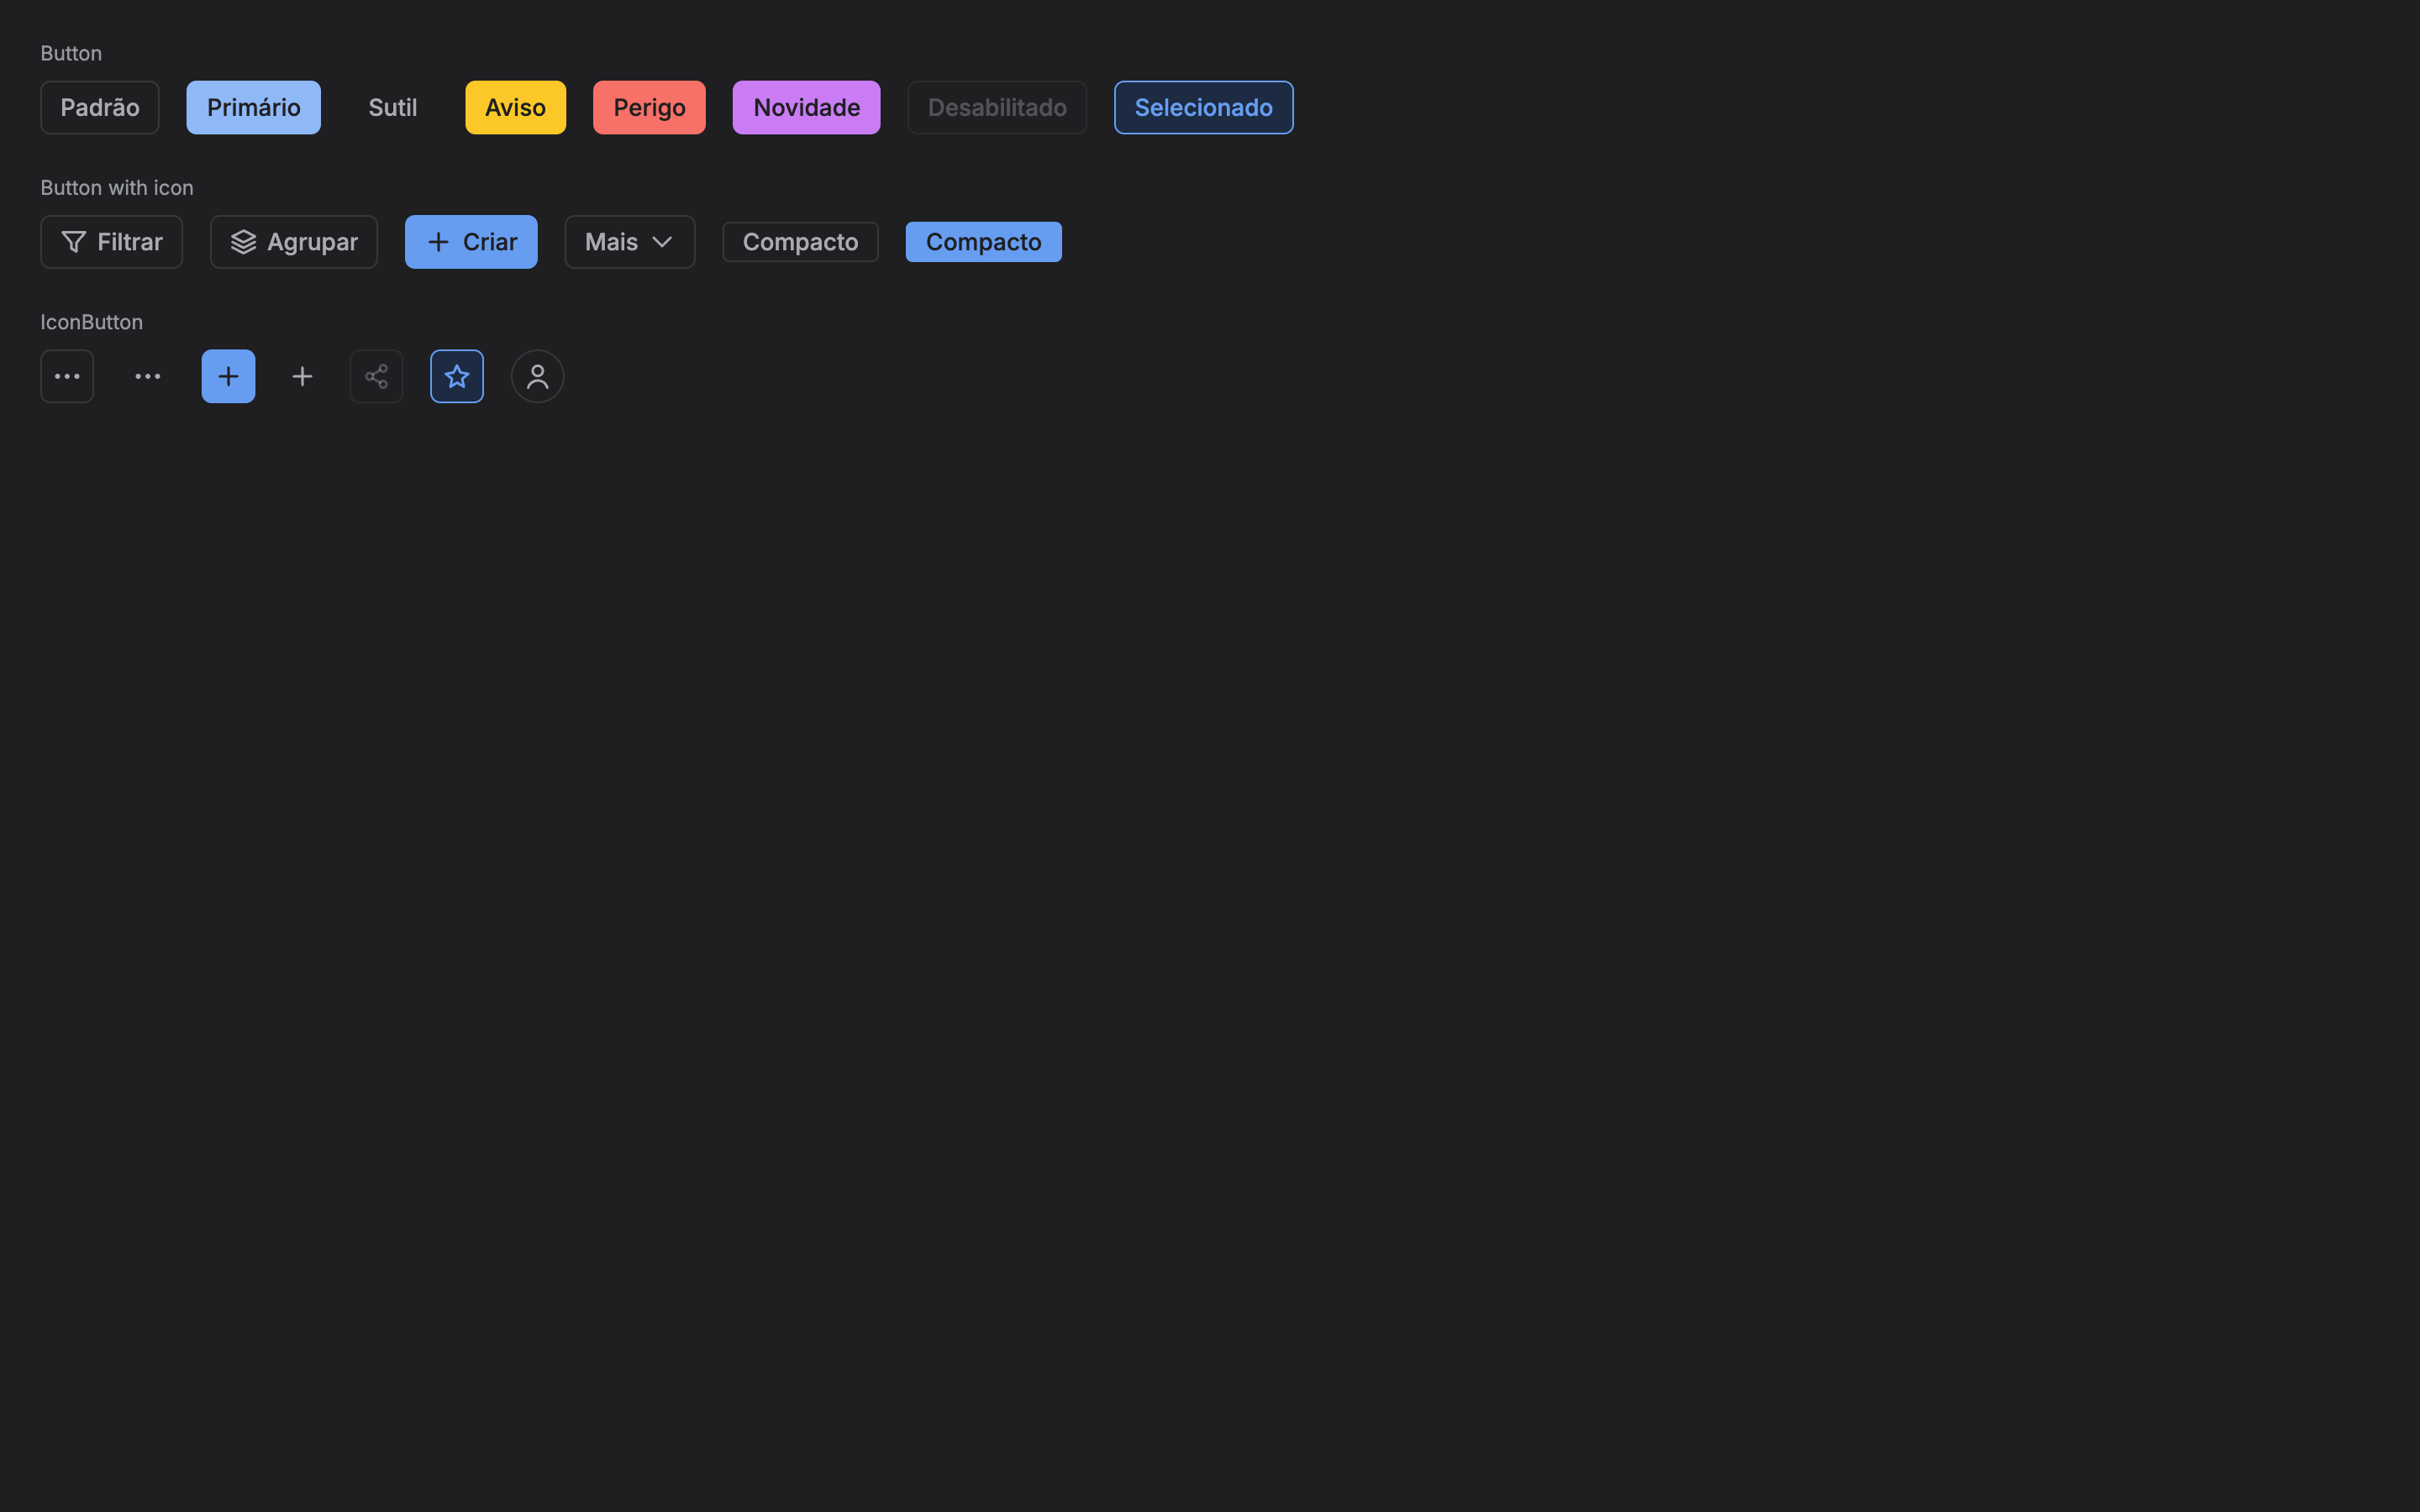 Button
Padrão Primário Sutil Aviso Perigo Novidade Desabilitado Selecionado
Button with icon
Filtrar Agrupar Criar Mais Compacto Compacto
IconButton